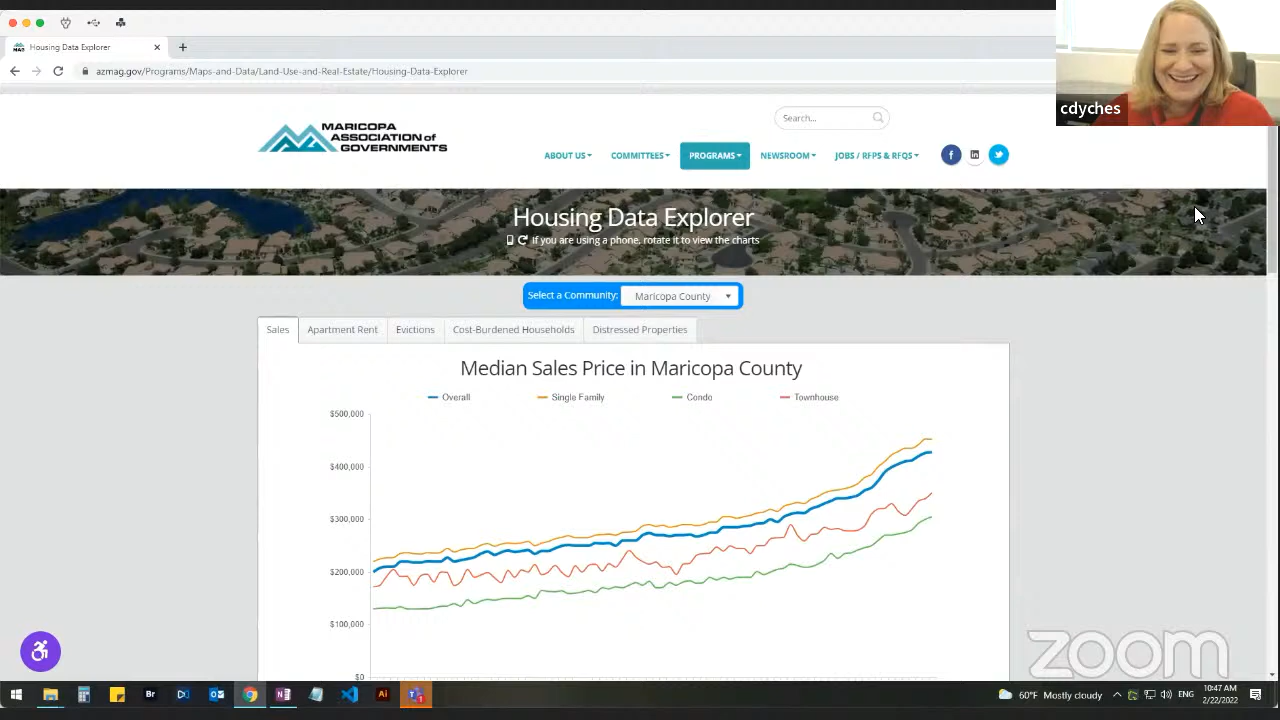 Housing Data Explorer
azmag.gov/Programs/Maps-and-Data/Land-Use-and-Real-Estate/Housing-Data-Explorer
cdyches
MARICOPA
ASSOCIATION of
GOVERNMENTS
Search...
ABOUT US
COMMITTEES
PROGRAMS
NEWSROOM
JOBS / RFPS & RFQS
Housing Data Explorer
If you are using a phone, rotate it to view the charts
Select a Community: Maricopa County
Sales
Apartment Rent
Evictions
Cost-Burdened Households
Distressed Properties
Median Sales Price in Maricopa County
Overall
Single Family
Condo
Townhouse
$500,000
$400,000
$300,000
$200,000
$100,000
$0
zoom
Br
Ai
60°F Mostly cloudy
ENG
10:47 AM
2/22/2022